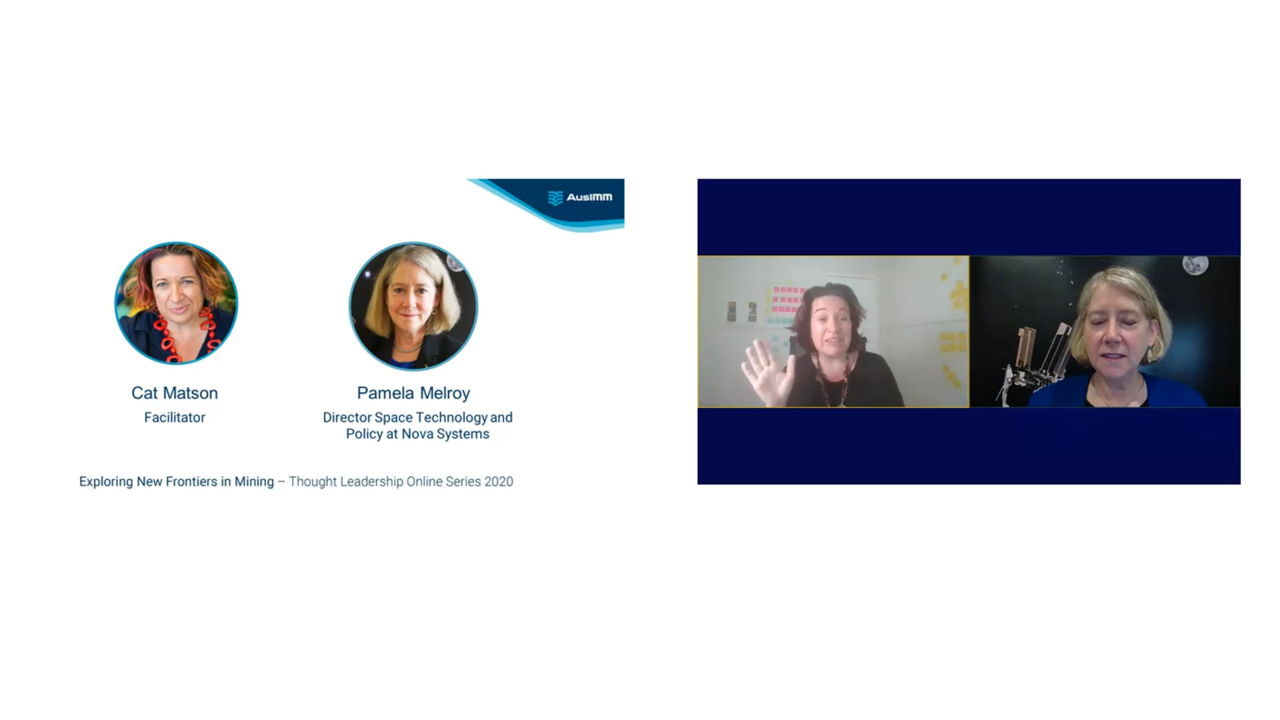 AusIMM
Cat Matson
Facilitator
Pamela Melroy
Director Space Technology and
Policy at Nova Systems
Exploring New Frontiers in Mining – Thought Leadership Online Series 2020